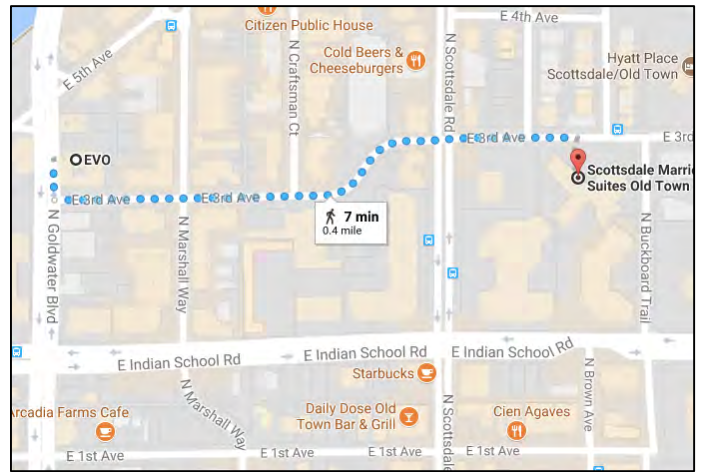 Citizen Public House
E 4th Ave
E 5th Ave
N Craftsman Ct
Cold Beers &
Cheeseburgers
N Scottsdale Rd
Hyatt Place
Scottsdale/Old Town
EVO
E 3rd Ave
E 3rd
E 3rd Ave
E 3rd Ave
Scottsdale Marri
Suites Old Town
7 min
0.4 mile
N Goldwater Blvd
N Marshall Way
N Buckboard Trail
E Indian School Rd
E Indian School Rd
E Indian School Rd
Starbucks
N Marshall Way
N Scottsdale
N Brown Ave
Arcadia Farms Cafe
Daily Dose Old
Town Bar & Grill
Cien Agaves
E 1st Ave
E 1st Ave
E 1st Ave